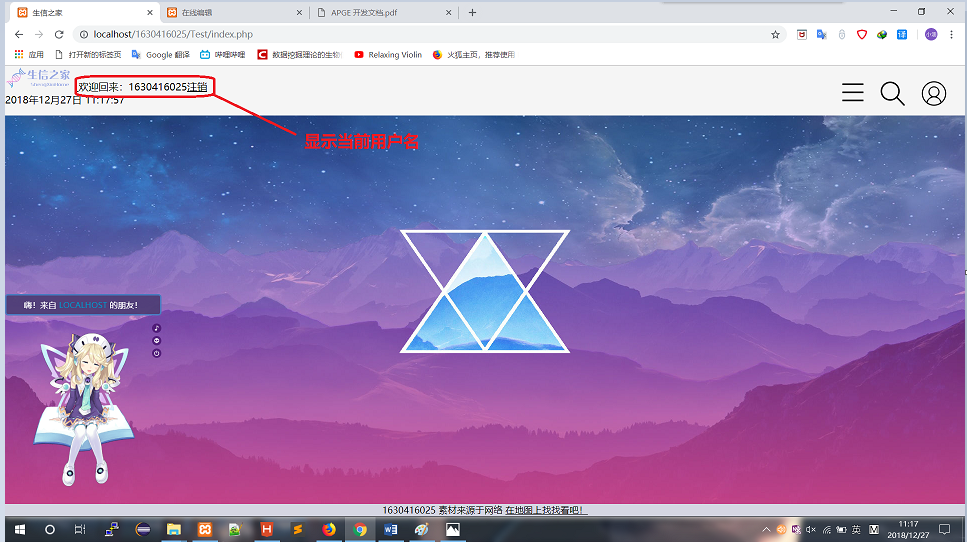 生信之家
在线编辑
APGE 开发文档.pdf
localhost/1630416025/Test/index.php
应用
打开新的标签页
Google 翻译
哔哩哔哩
数据挖掘理论的生物
Relaxing Violin
火狐主页，推荐使用
生信之家
欢迎回来：1630416025注销
2018年12月27日 11:17:57
显示当前用户名
嗨！来自 LOCALHOST 的朋友！
1630416025 素材来源于网络 在地图上找找看吧！
英
11:17
2018/12/27